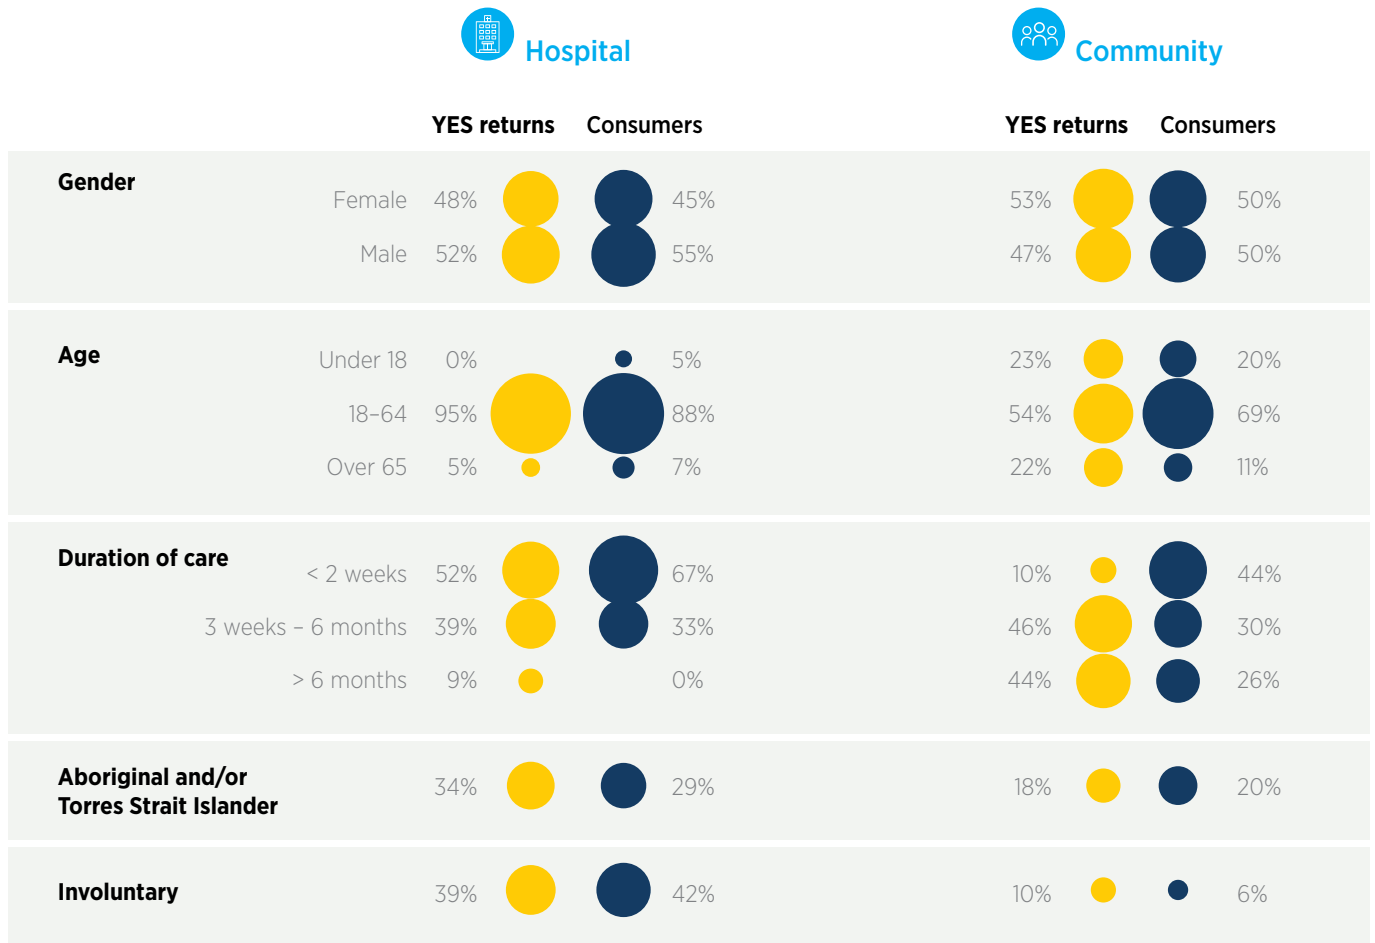 Hospital Community
YES returns Consumers YES returns Consumers
Gender
Female 48% 45% 53% 50%
Male 52% 55% 47% 50%
Age
Under 18 0% 5% 23% 20%
18–64 95% 88% 54% 69%
Over 65 5% 7% 22% 11%
Duration of care
< 2 weeks 52% 67% 10% 44%
3 weeks – 6 months 39% 33% 46% 30%
> 6 months 9% 0% 44% 26%
Aboriginal and/or
Torres Strait Islander
34% 29% 18% 20%
Involuntary 39% 42% 10% 6%